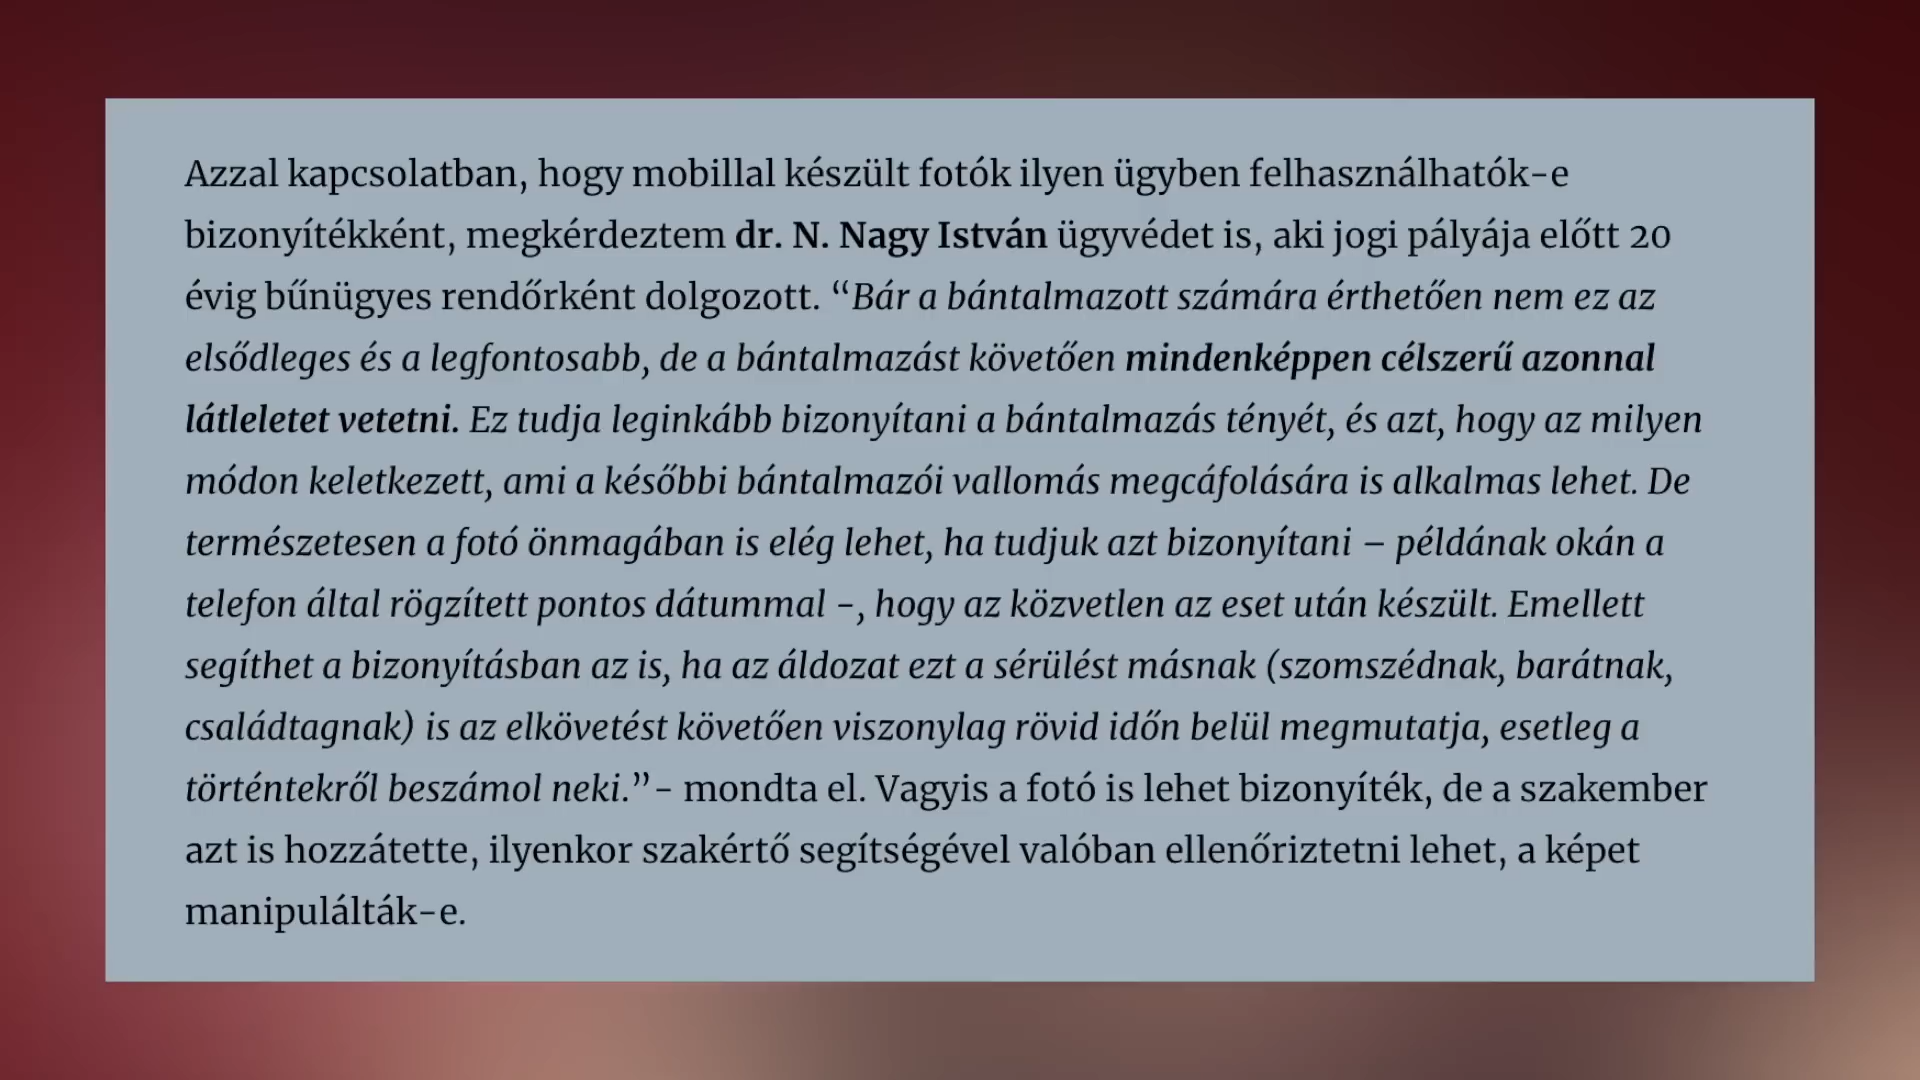 Azzal kapcsolatban, hogy mobillal készült fotók ilyen ügyben felhasználhatók-e
bizonyítékként, megkérdeztem dr. N. Nagy István ügyvédet is, aki jogi pályája előtt 20
évig bűnügyes rendőrként dolgozott. “Bár a bántalmazott számára érthetően nem ez az
elsődleges és a legfontosabb, de a bántalmazást követően mindenképpen célszerű azonnal
látleletet vetetni. Ez tudja leginkább bizonyítani a bántalmazás tényét, és azt, hogy az milyen
módon keletkezett, ami a későbbi bántalmazói vallomás megcáfolására is alkalmas lehet. De
természetesen a fotó önmagában is elég lehet, ha tudjuk azt bizonyítani – példának okán a
telefon által rögzített pontos dátummal -, hogy az közvetlen az eset után készült. Emellett
segíthet a bizonyításban az is, ha az áldozat ezt a sérülést másnak (szomszédnak, barátnak,
családtagnak) is az elkövetést követően viszonylag rövid időn belül megmutatja, esetleg a
történtekről beszámol neki.”- mondta el. Vagyis a fotó is lehet bizonyíték, de a szakember
azt is hozzátette, ilyenkor szakértő segítségével valóban ellenőriztetni lehet, a képet
manipulálták-e.